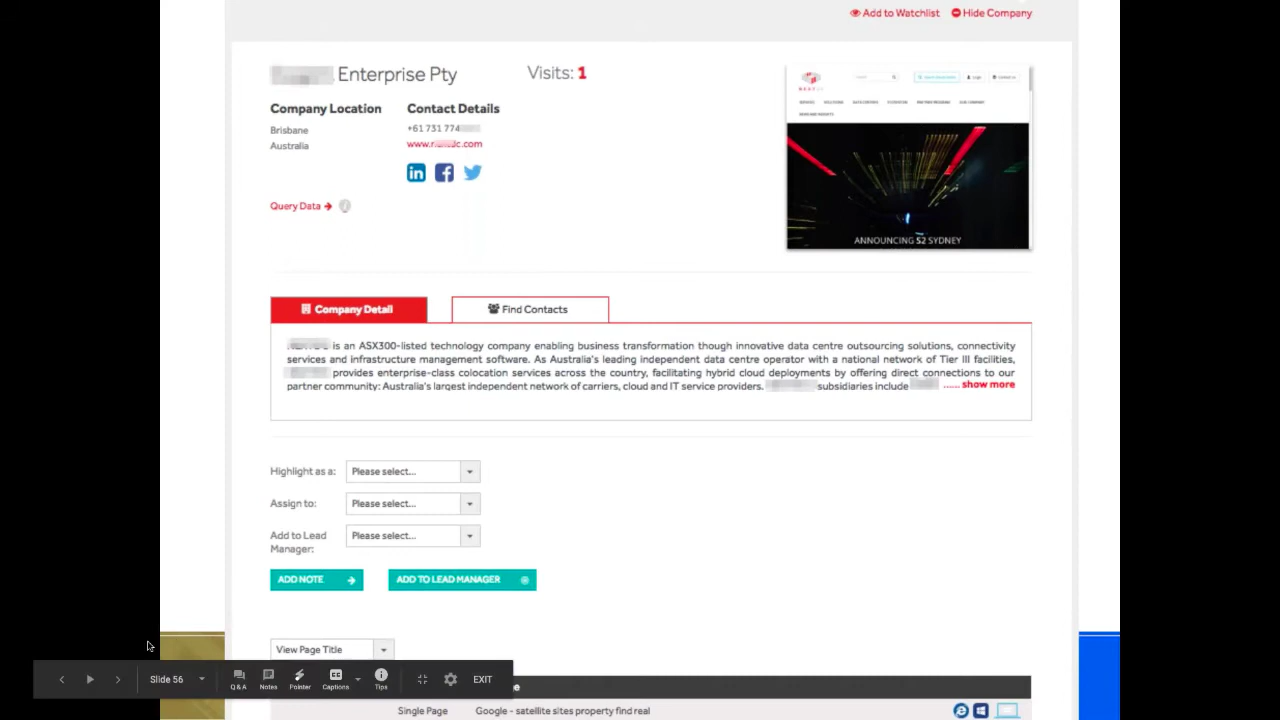 Add to Watchlist Hide Company
Enterprise Pty
Visits: 1
Company Location
Brisbane
Australia
Contact Details
+61 731 774
www. .com
Query Data
ANNOUNCING S2 SYDNEY
Company Detail
Find Contacts
is an ASX300-listed technology company enabling business transformation though innovative data centre outsourcing solutions, connectivity
services and infrastructure management software. As Australia's leading independent data centre operator with a national network of Tier III facilities,
provides enterprise-class colocation services across the country, facilitating hybrid cloud deployments by offering direct connections to our
partner community: Australia's largest independent network of carriers, cloud and IT service providers. subsidiaries include ...... show more
Highlight as a: Please select...
Assign to: Please select...
Add to Lead Manager: Please select...
ADD NOTE
ADD TO LEAD MANAGER
View Page Title
Slide 56
Q&A
Notes
Pointer
Captions
Tips
EXIT
Single Page
Google - satellite sites property find real